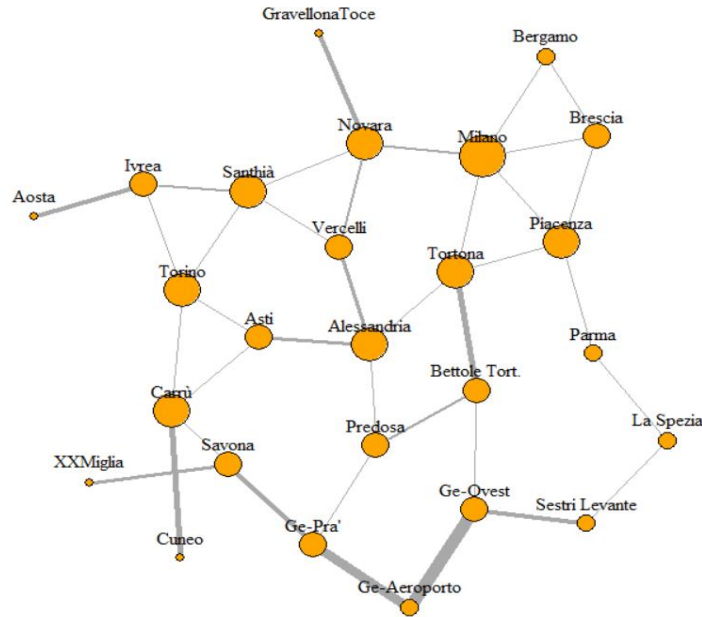 GravellonaToce
Bergamo
Brescia
Novara
Milano
Ivrea
Santhià
Aosta
Vercelli
Piacenza
Tortona
Torino
Asti
Alessandria
Parma
Bettole Tort.
Carrù
La Spezia
Predosa
Savona
XXMiglia
Ge-Ovest
Sestri Levante
Ge-Pra'
Cuneo
Ge-Aeroporto